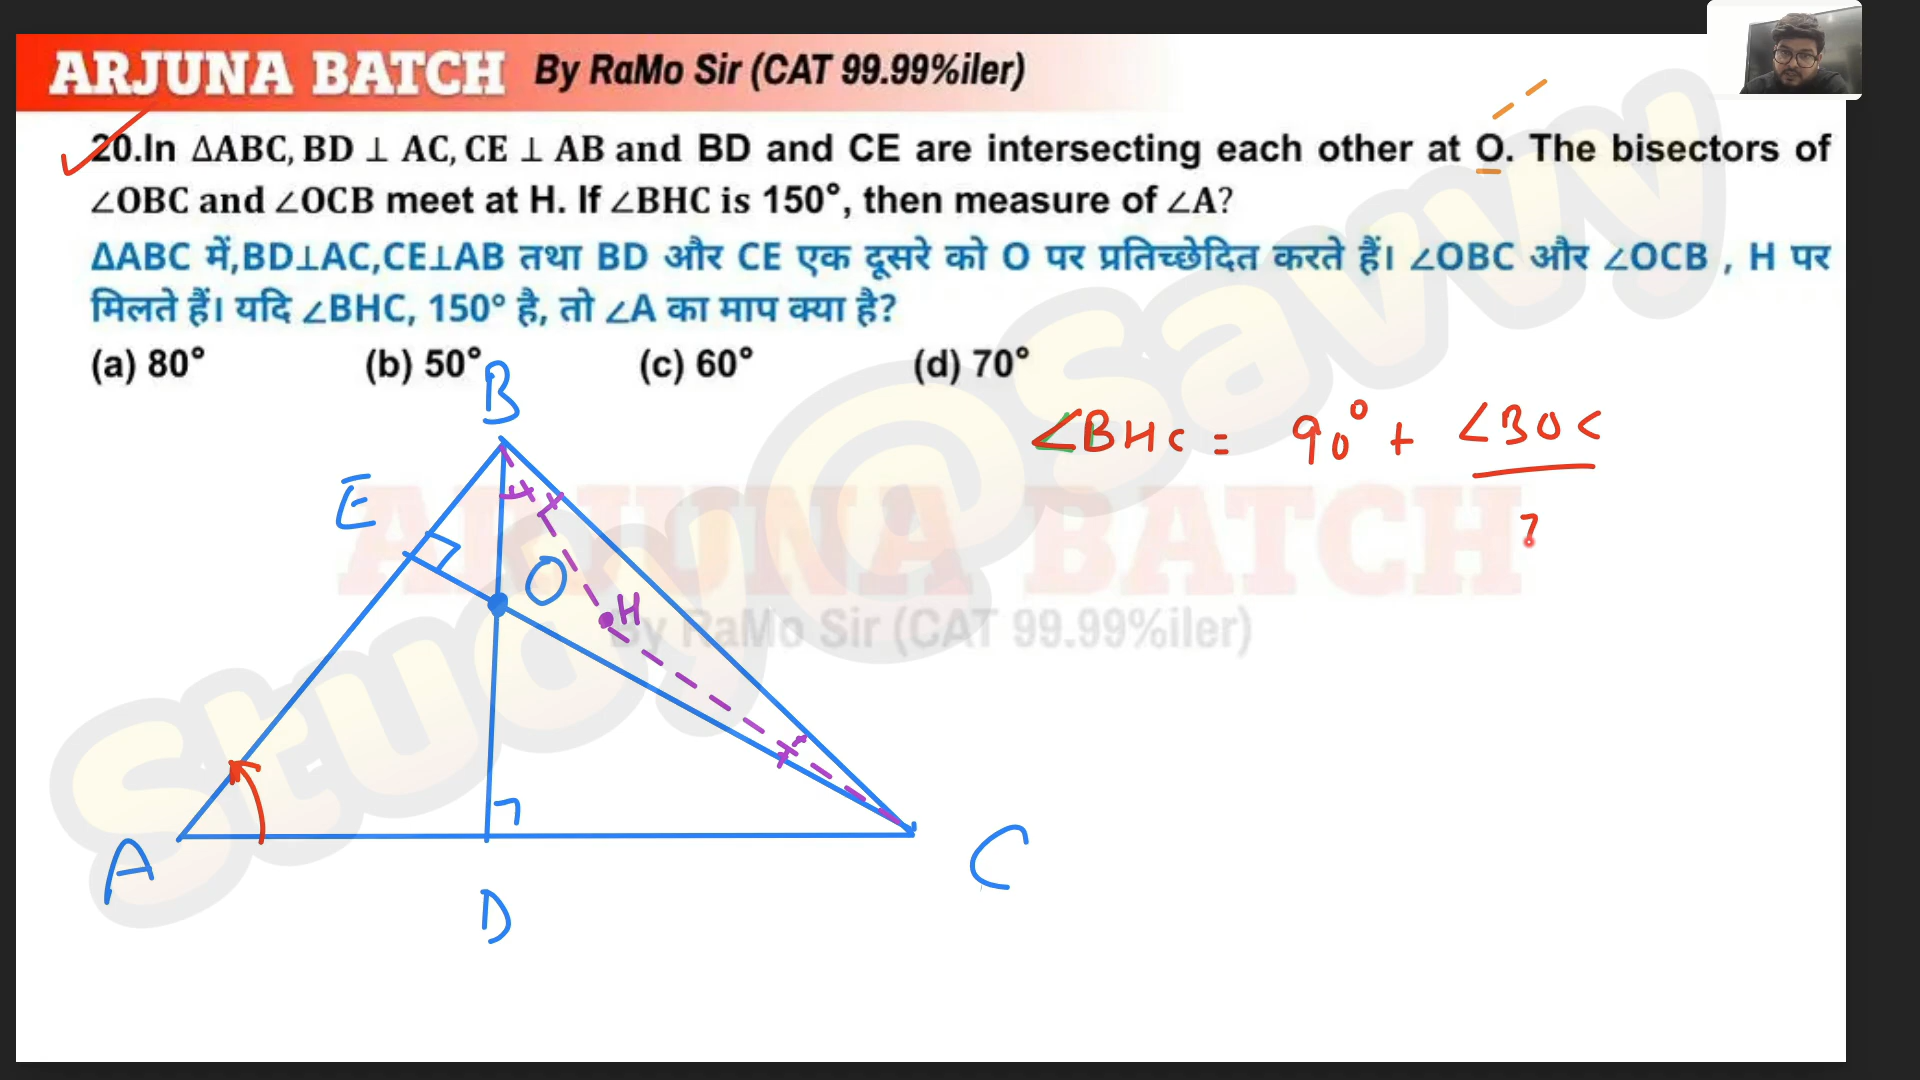 ARJUNA BATCH By RaMo Sir (CAT 99.99%iler)
20.In ΔABC, BD ⊥ AC, CE ⊥ AB and BD and CE are intersecting each other at O. The bisectors of
∠OBC and ∠OCB meet at H. If ∠BHC is 150°, then measure of ∠A?
ΔABC में,BD⊥AC,CE⊥AB तथा BD और CE एक दूसरे को O पर प्रतिच्छेदित करते हैं। ∠OBC और ∠OCB , H पर
मिलते हैं। यदि ∠BHC, 150° है, तो ∠A का माप क्या है?
(a) 80° (b) 50° (c) 60° (d) 70°
B
∠BHC = 90° + ∠BOC
?
E
O
H
A
D
C
ARJUNA BATCH
By RaMo Sir (CAT 99.99%iler)
Study@Savvy